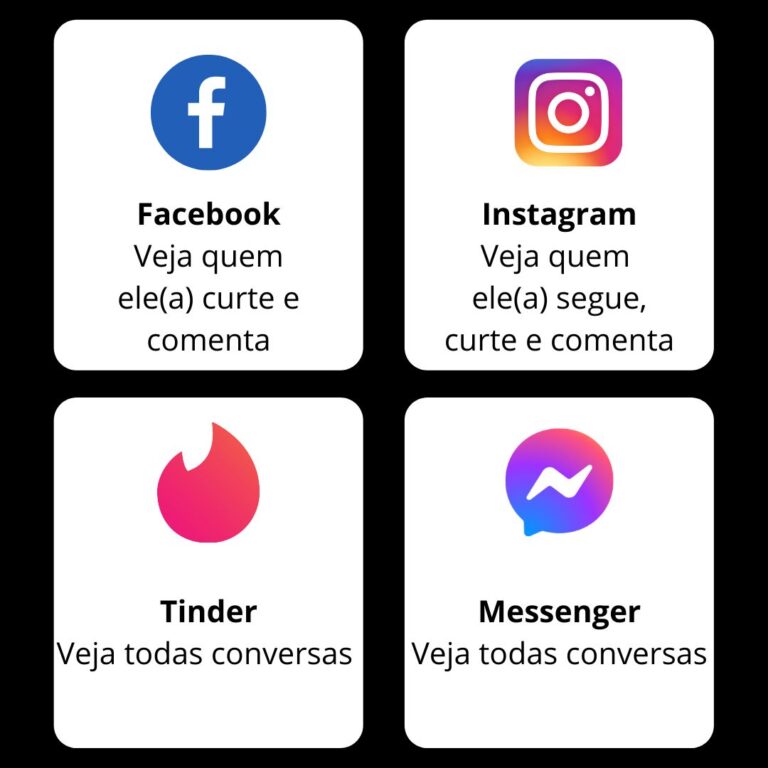 Facebook
Veja quem
ele(a) curte e
comenta
Instagram
Veja quem
ele(a) segue,
curte e comenta
Tinder
Veja todas conversas
Messenger
Veja todas conversas